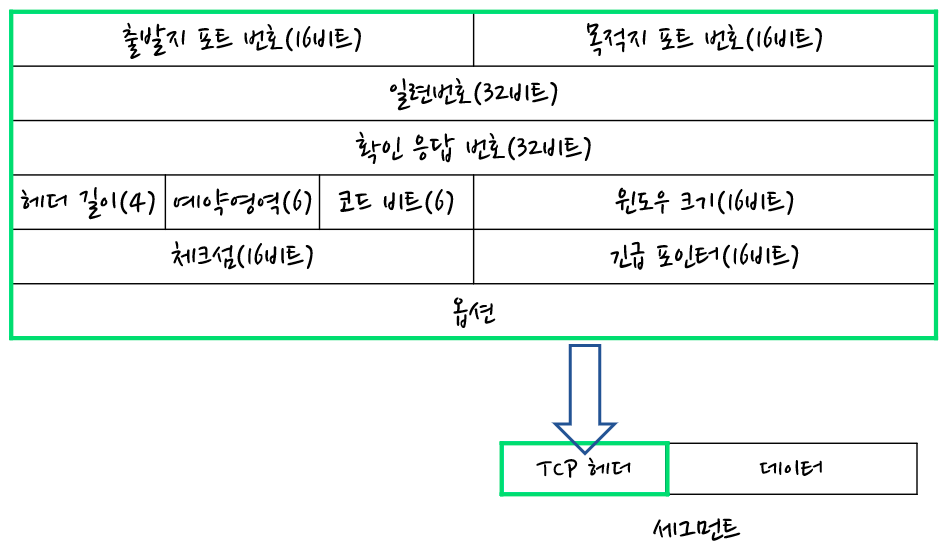 출발지 포트 번호(16비트) 목적지 포트 번호(16비트)
일련번호(32비트)
확인 응답 번호(32비트)
헤더 길이(4) 예약영역(6) 코드 비트(6) 윈도우 크기(16비트)
체크섬(16비트) 긴급 포인터(16비트)
옵션
TCP 헤더 데이터
세그먼트